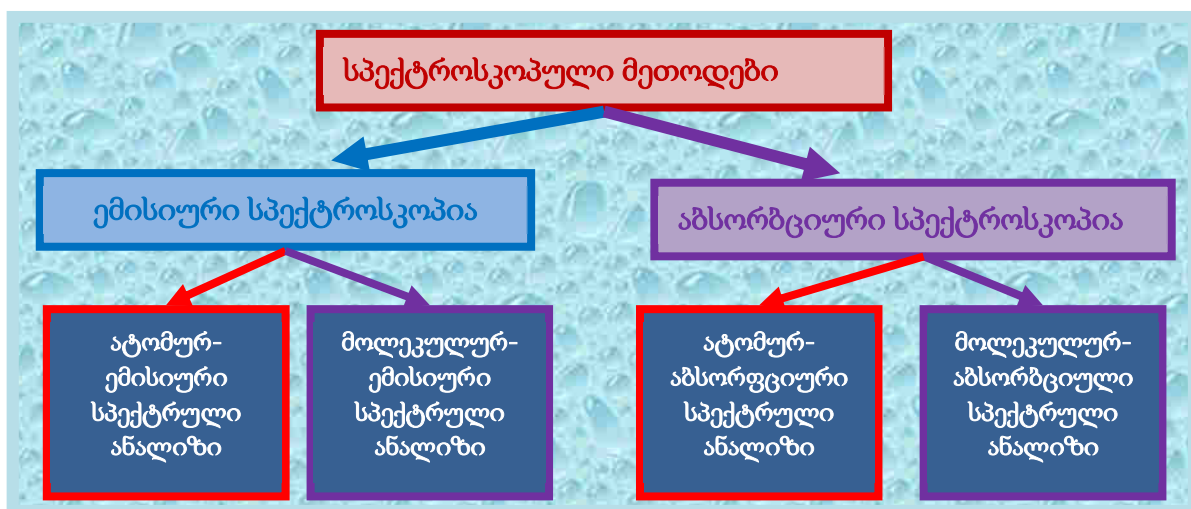 სპექტროსკოპული მეთოდები
ემისიური სპექტროსკოპია
აბსორბციური სპექტროსკოპია
ატომურ-
ემისიური
სპექტრული
ანალიზი
მოლეკულურ-
ემისიური
სპექტრული
ანალიზი
ატომურ-
აბსორფციური
სპექტრული
ანალიზი
მოლეკულურ-
აბსორბციული
სპექტრული
ანალიზი